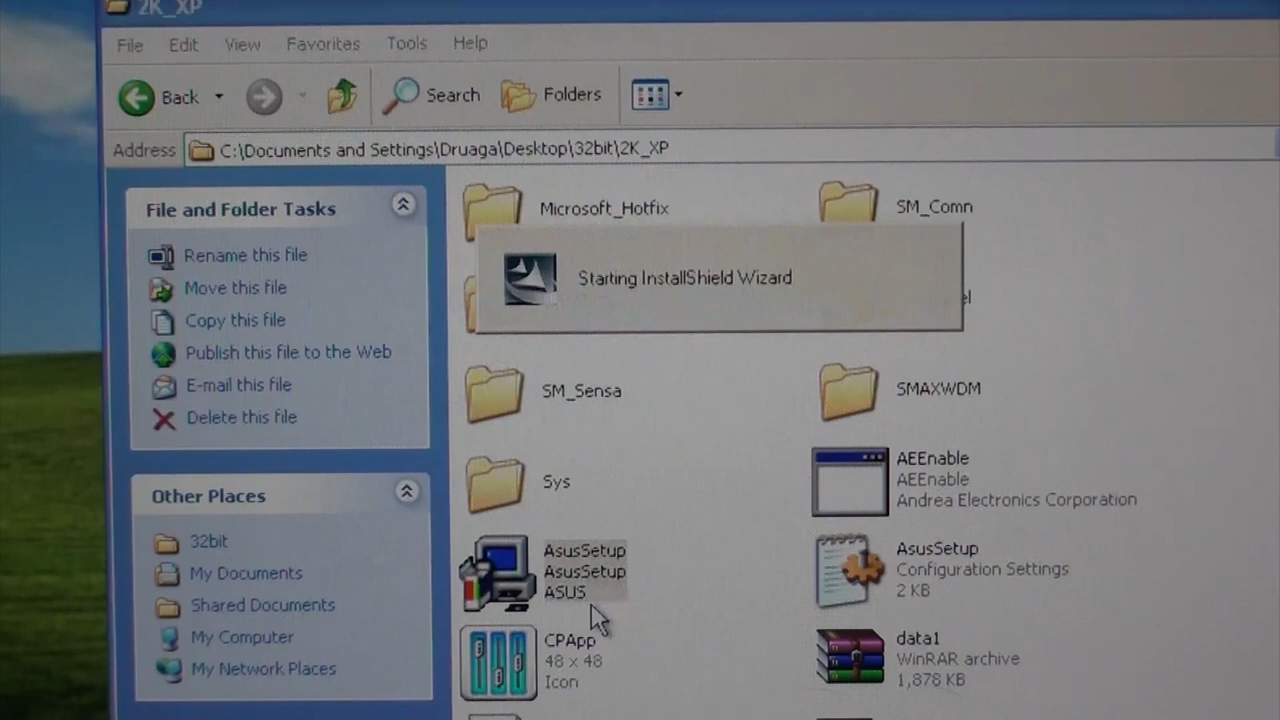 2K_XP
File Edit View Favorites Tools Help
Back Search Folders
Address C:\Documents and Settings\Druaga\Desktop\32bit\2K_XP
File and Folder Tasks
Rename this file
Move this file
Copy this file
Publish this file to the Web
E-mail this file
Delete this file
Other Places
32bit
My Documents
Shared Documents
My Computer
My Network Places
Microsoft_Hotfix
SM_Comn
Starting InstallShield Wizard
SM_Sensa
SMAXWDM
Sys
AEEnable
AEEnable
Andrea Electronics Corporation
AsusSetup
AsusSetup
ASUS
AsusSetup
Configuration Settings
2 KB
CPApp
48 x 48
Icon
data1
WinRAR archive
1,878 KB